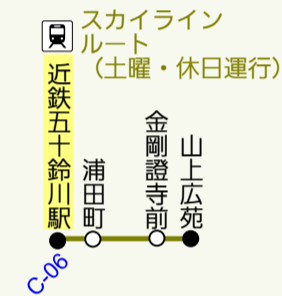 スカイライン
ルート
（土曜・休日運行）
近鉄五十鈴川駅
浦田町
金剛證寺前
山上広苑
C-06